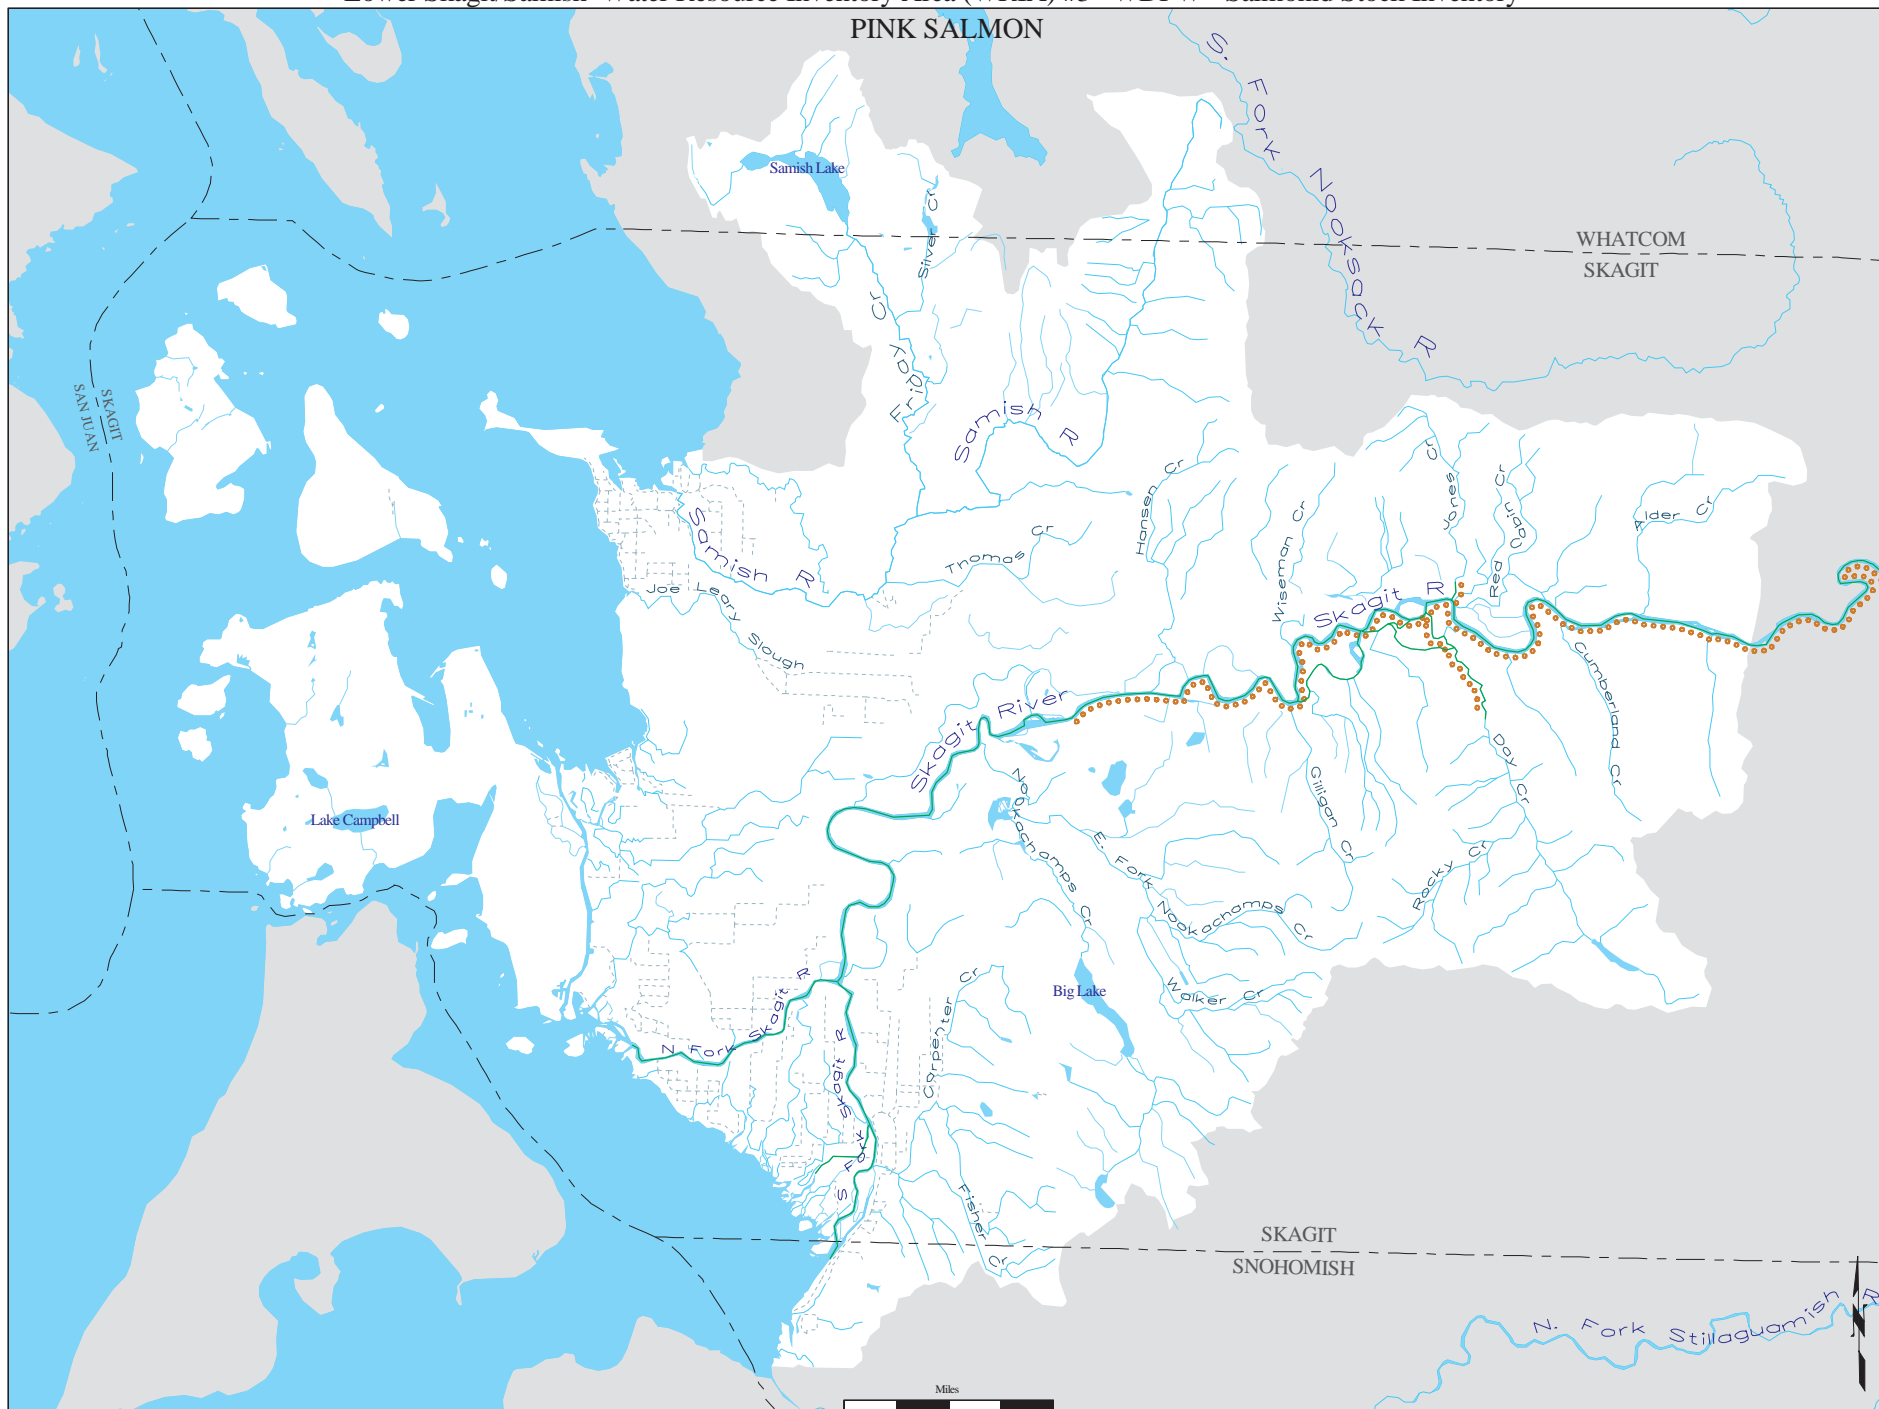 PINK SALMON
S. Fork Nooksack R
Samish Lake
Silver Cr
WHATCOM
SKAGIT
Friday Cr
SKAGIT
SAN JUAN
Samish R
Hansen Cr
Jones Cr
Red Cabin Cr
Alder Cr
Wiseman Cr
Samish R
Thomas Cr
Joe Leary Slough
Skagit R
Cumberland Cr
Skagit River
Day Cr
Gilligan Cr
Nookachamps Cr
Lake Campbell
E. Fork Nookachamps Cr
Rocky Cr
Big Lake
Walker Cr
Carpenter Cr
N Fork Skagit R
S Fork Skagit R
Fisher Cr
SKAGIT
SNOHOMISH
N. Fork Stillaguamish R
N
Miles